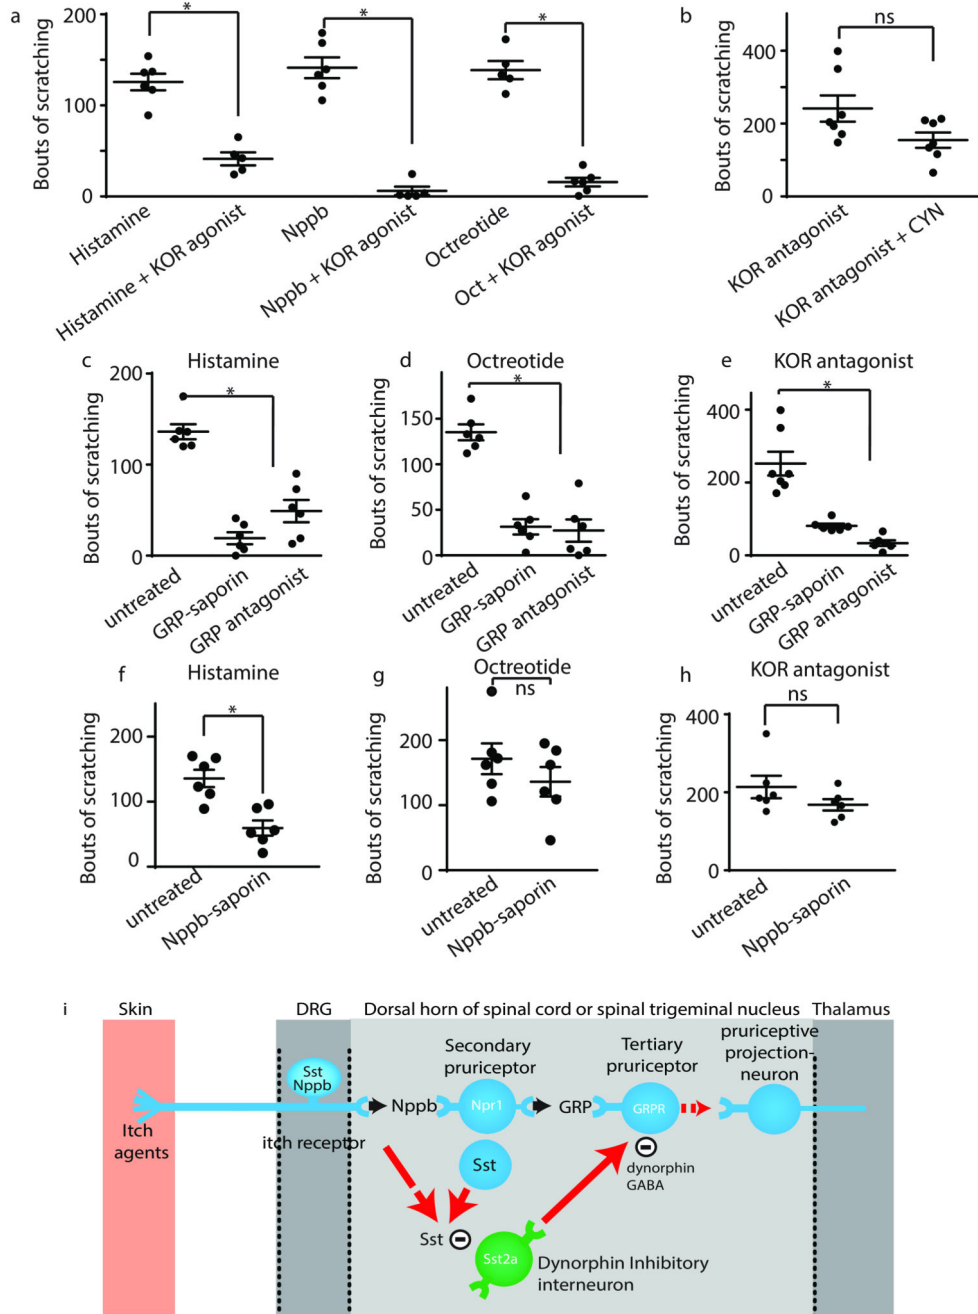 a
Bouts of scratching
200
100
0
*
*
*
Histamine
Histamine + KOR agonist
Nppb
Nppb + KOR agonist
Octreotide
Oct + KOR agonist
b
Bouts of scratching
400
200
0
ns
KOR antagonist
KOR antagonist + CYN
c
Histamine
Bouts of scratching
200
100
0
*
untreated
GRP-saporin
GRP antagonist
d
Octreotide
Bouts of scratching
150
100
50
0
*
untreated
GRP-saporin
GRP antagonist
e
KOR antagonist
Bouts of scratching
400
200
0
*
untreated
GRP-saporin
GRP antagonist
f
Histamine
Bouts of scratching
200
100
0
*
untreated
Nppb-saporin
g
Octreotide
Bouts of scratching
200
100
0
ns
untreated
Nppb-saporin
h
KOR antagonist
Bouts of scratching
400
200
0
ns
untreated
Nppb-saporin
i
Skin
DRG
Dorsal horn of spinal cord or spinal trigeminal nucleus
Thalamus
Sst
Nppb
Itch
agents
itch receptor
Nppb
Secondary
pruriceptor
Npr1
Sst
GRP
Tertiary
pruriceptor
GRPR
pruriceptive
projection-
neuron
dynorphin
GABA
Sst
Sst2a
Dynorphin Inhibitory
interneuron